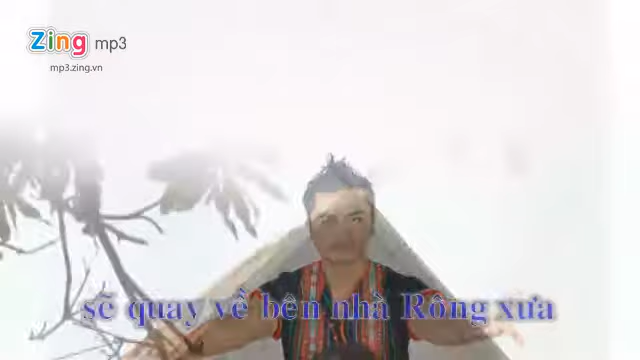 Zing mp3
mp3.zing.vn
sẽ quay về bên nhà Rông xưa